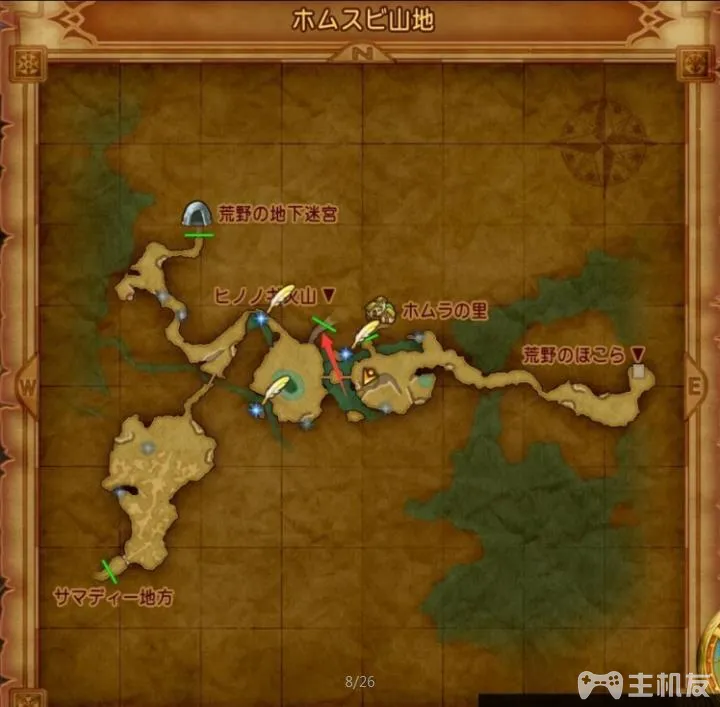 ホムスビ山地
N
荒野の地下迷宮
ヒノノギ火山▼
ホムラの里
荒野のほこら▼
W
E
サマディー地方
8/26
主机友